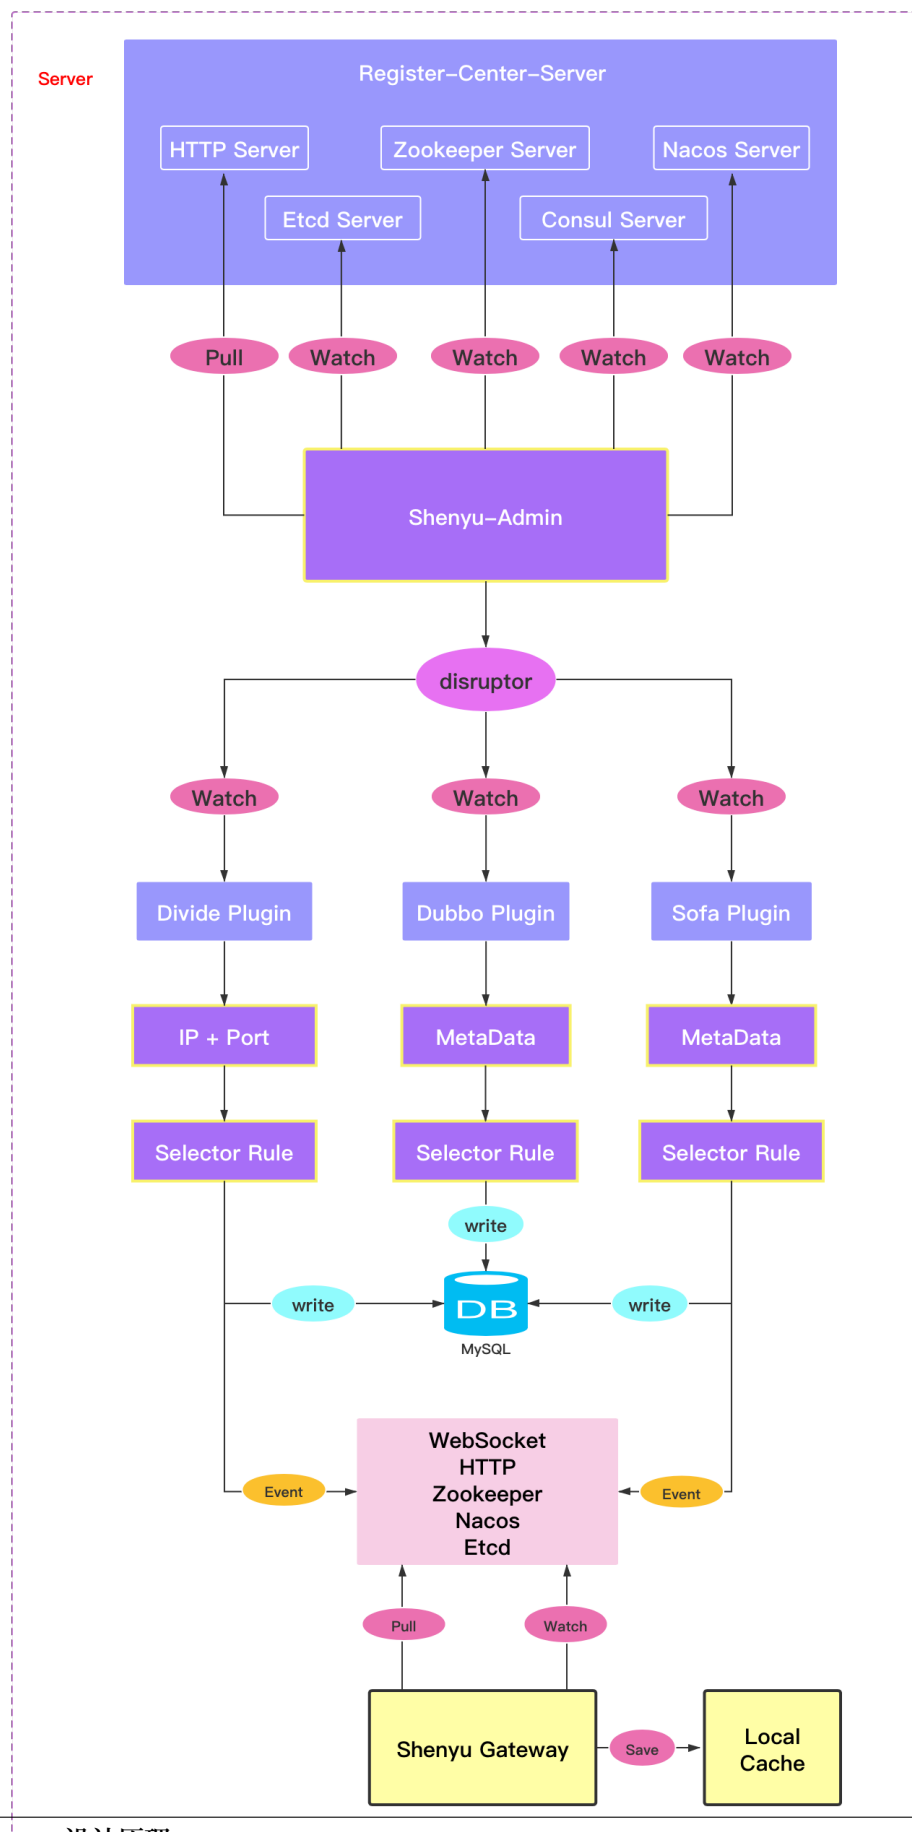 Server
Register-Center-Server
HTTP Server
Zookeeper Server
Nacos Server
Etcd Server
Consul Server
Pull
Watch
Watch
Watch
Watch
Shenyu-Admin
disruptor
Watch
Watch
Watch
Divide Plugin
Dubbo Plugin
Sofa Plugin
IP + Port
MetaData
MetaData
Selector Rule
Selector Rule
Selector Rule
write
write
DB
write
MySQL
WebSocket
HTTP
Zookeeper
Nacos
Etcd
Event
Event
Pull
Watch
Shenyu Gateway
Save
Local
Cache